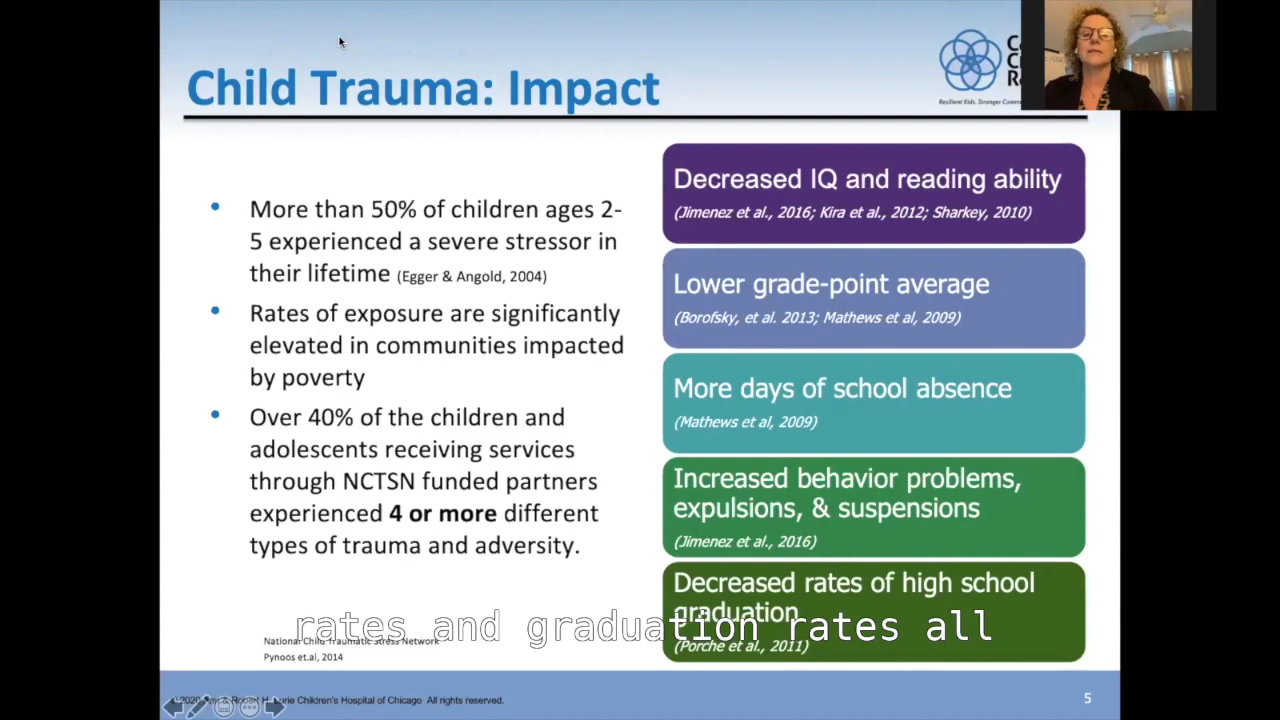 Child Trauma: Impact
Resilient Kids, Stronger
More than 50% of children ages 2-
5 experienced a severe stressor in
their lifetime (Egger & Angold, 2004)
Rates of exposure are significantly
elevated in communities impacted
by poverty
Over 40% of the children and
adolescents receiving services
through NCTSN funded partners
experienced 4 or more different
types of trauma and adversity.
National Child Traumatic Stress Network
Pynoos et.al, 2014
Decreased IQ and reading ability
(Jimenez et al., 2016; Kira et al., 2012; Sharkey, 2010)
Lower grade-point average
(Borofsky, et al. 2013; Mathews et al, 2009)
More days of school absence
(Mathews et al, 2009)
Increased behavior problems,
expulsions, & suspensions
(Jimenez et al., 2016)
Decreased rates of high school
graduation
(Porche et al., 2011)
rates and graduation rates all
Children's Hospital of Chicago All rights reserved.
5